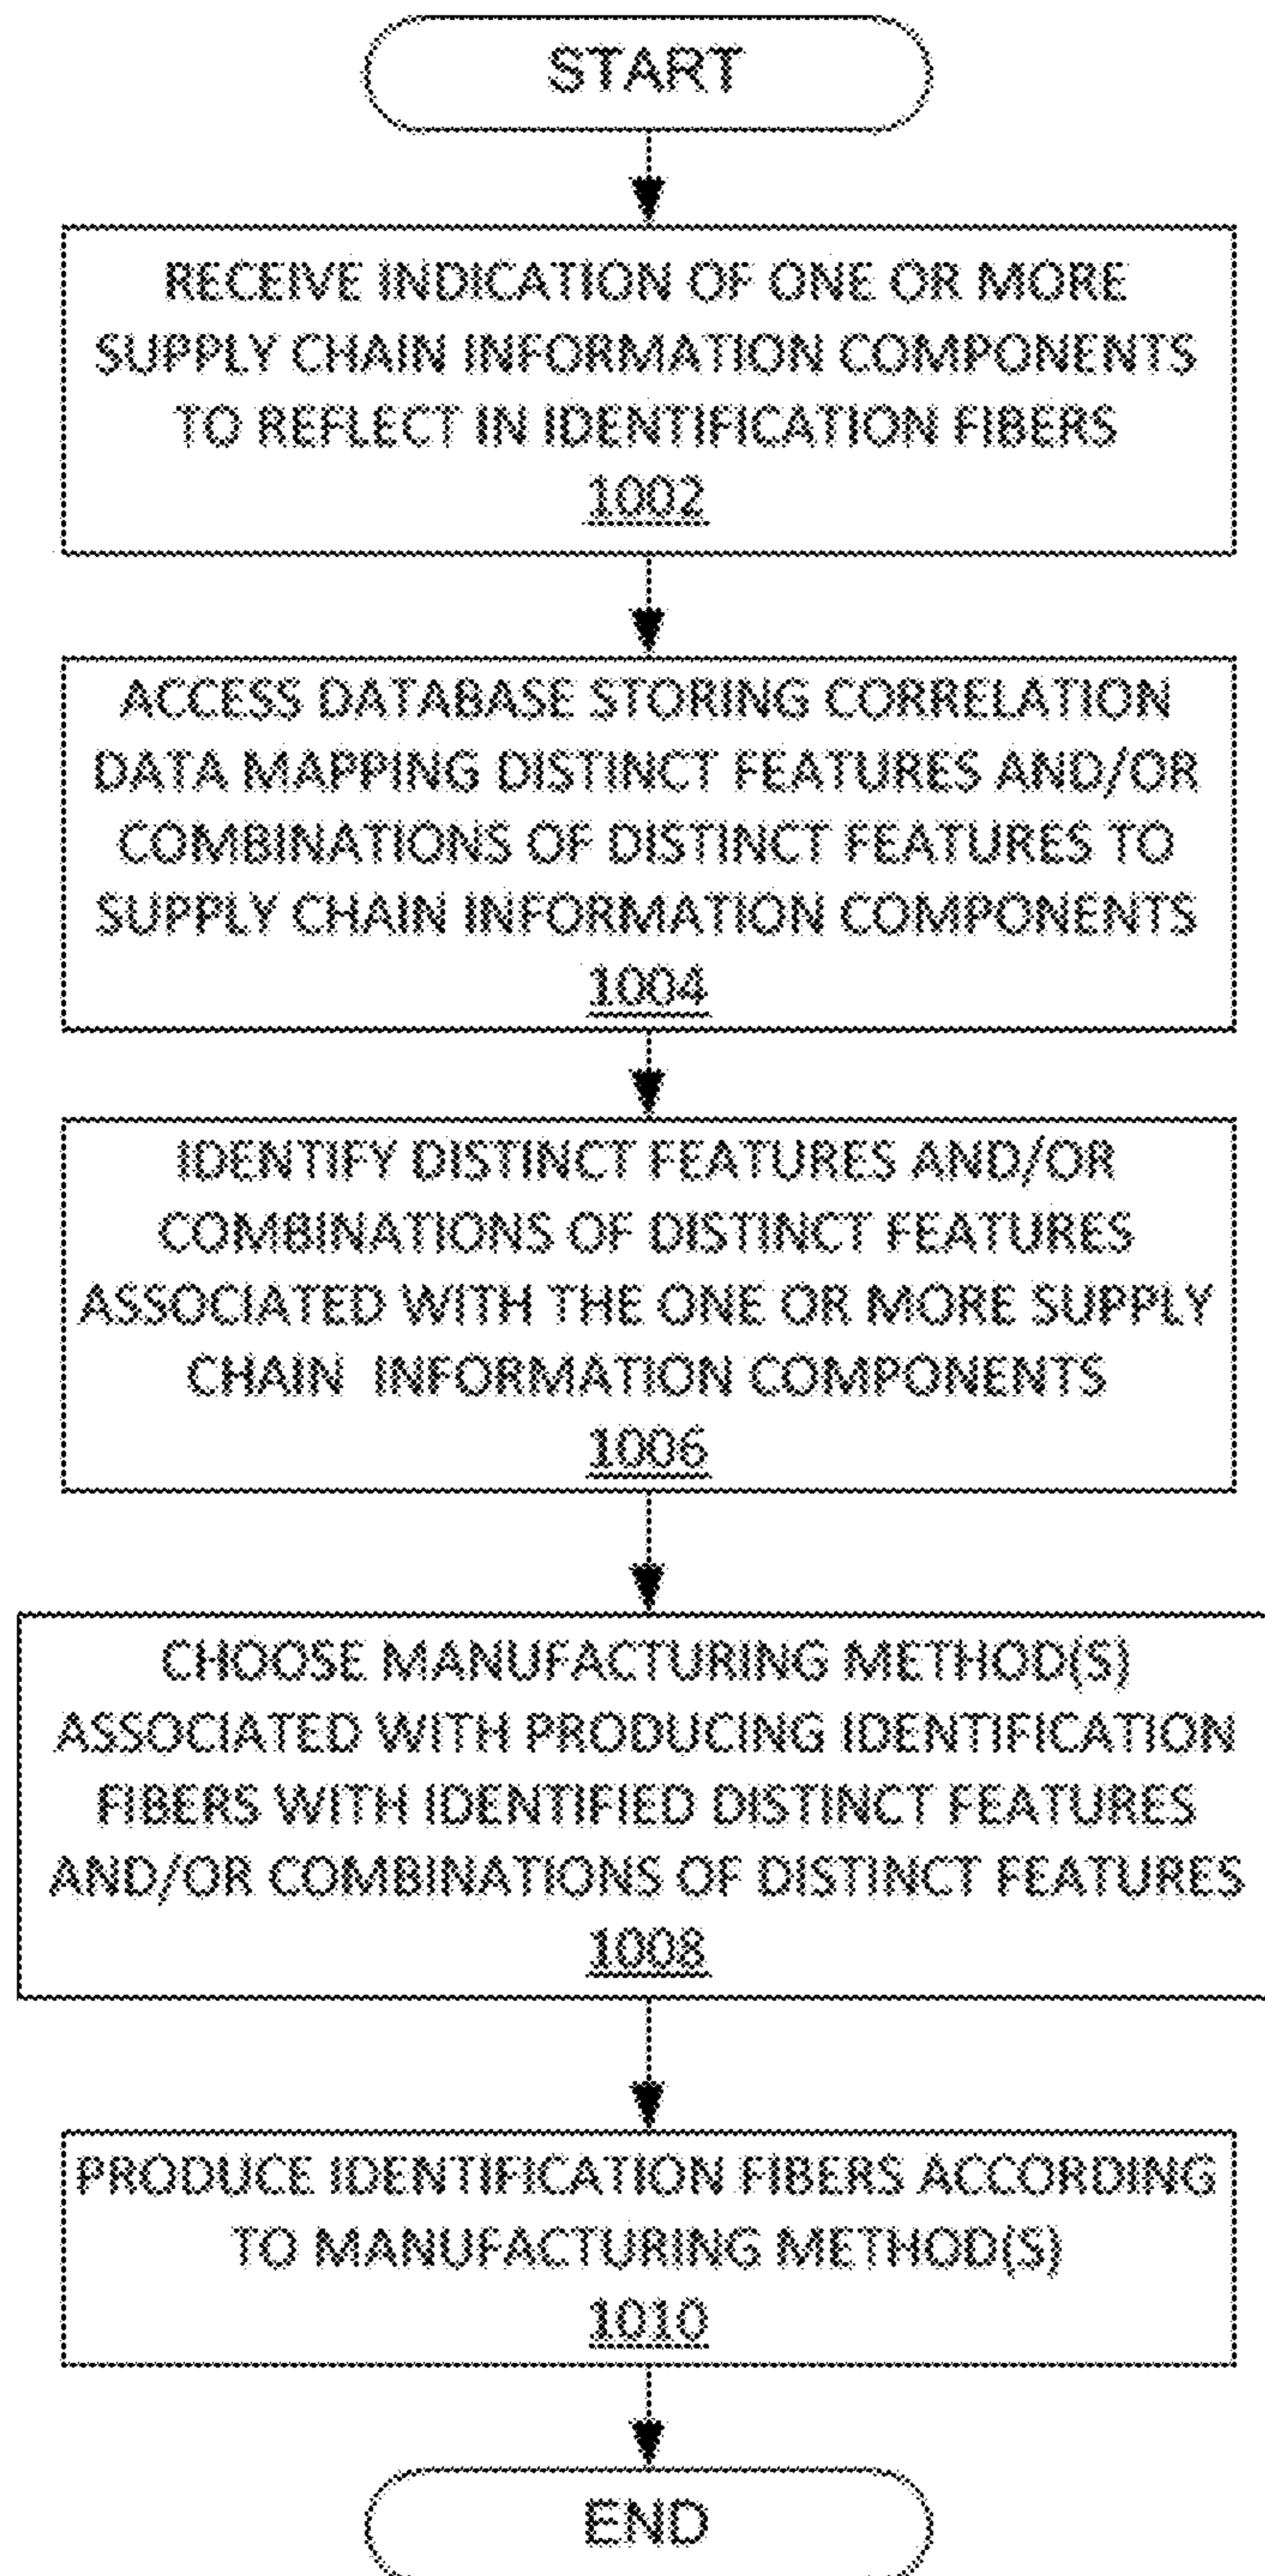 START
RECEIVE INDICATION OF ONE OR MORE
SUPPLY CHAIN INFORMATION COMPONENTS
TO REFLECT IN IDENTIFICATION FIBERS
1002
ACCESS DATABASE STORING CORRELATION
DATA MAPPING DISTINCT FEATURES AND/OR
COMBINATIONS OF DISTINCT FEATURES TO
SUPPLY CHAIN INFORMATION COMPONENTS
1004
IDENTIFY DISTINCT FEATURES AND/OR
COMBINATIONS OF DISTINCT FEATURES
ASSOCIATED WITH THE ONE OR MORE SUPPLY
CHAIN INFORMATION COMPONENTS
1006
CHOOSE MANUFACTURING METHOD(S)
ASSOCIATED WITH PRODUCING IDENTIFICATION
FIBERS WITH IDENTIFIED DISTINCT FEATURES
AND/OR COMBINATIONS OF DISTINCT FEATURES
1008
PRODUCE IDENTIFICATION FIBERS ACCORDING
TO MANUFACTURING METHOD(S)
1010
END